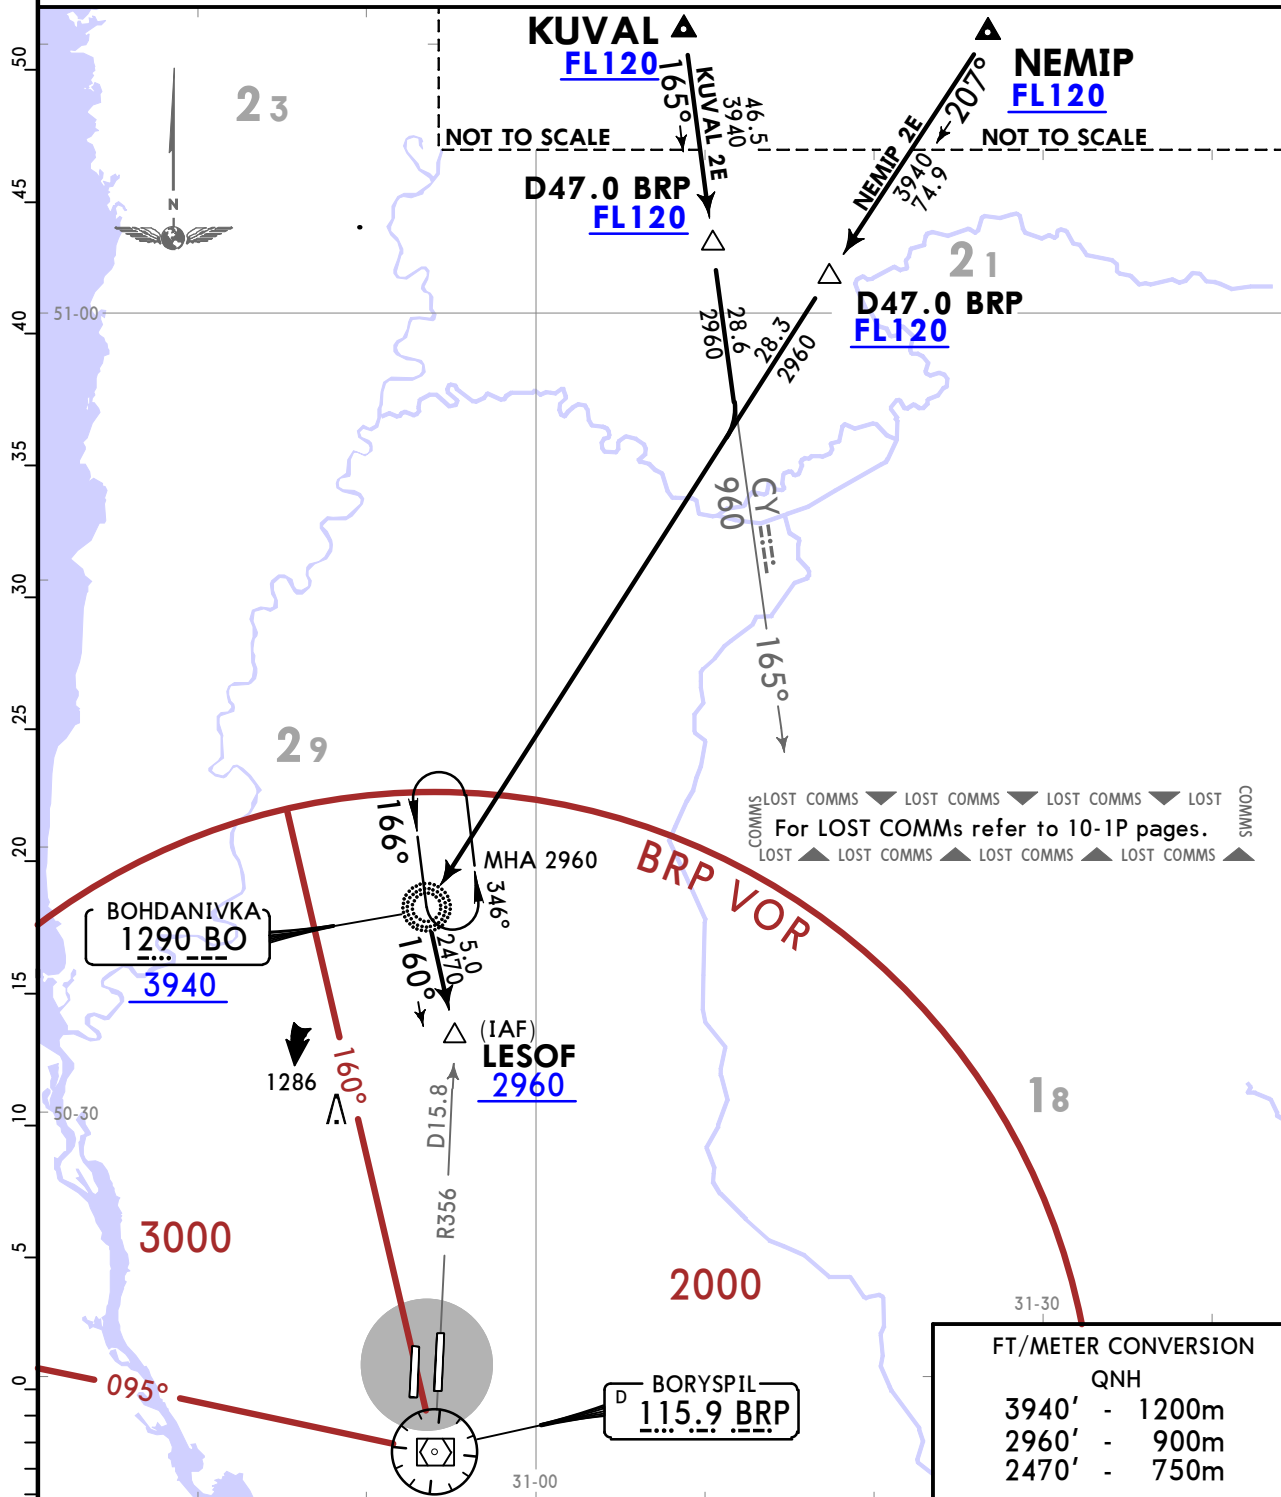 KUVAL
FL120
NEMIP
FL120
165°
KUVAL 2E
46.5
3940
207°
NEMIP 2E
3940
74.9
NOT TO SCALE
NOT TO SCALE
50
23
N
45
D47.0 BRP
FL120
21
D47.0 BRP
FL120
40
51-00
28.6
2960
28.3
2960
35
960
CY
30
165°
25
29
LOST COMMS LOST COMMS LOST COMMS LOST
COMMS
For LOST COMMs refer to 10-1P pages.
COMMS
LOST LOST COMMS LOST COMMS LOST COMMS
20
166°
MHA 2960
346°
BRP VOR
BOHDANIVKA
1290 BO
3940
15
160°
5.0
2470
(IAF)
LESOF
2960
1286
160°
10
50-30
D15.8
R356
18
3000
5
2000
31-30
0
095°
BORYSPIL
D
115.9 BRP
31-00
FT/METER CONVERSION
QNH
3940' - 1200m
2960' - 900m
2470' - 750m